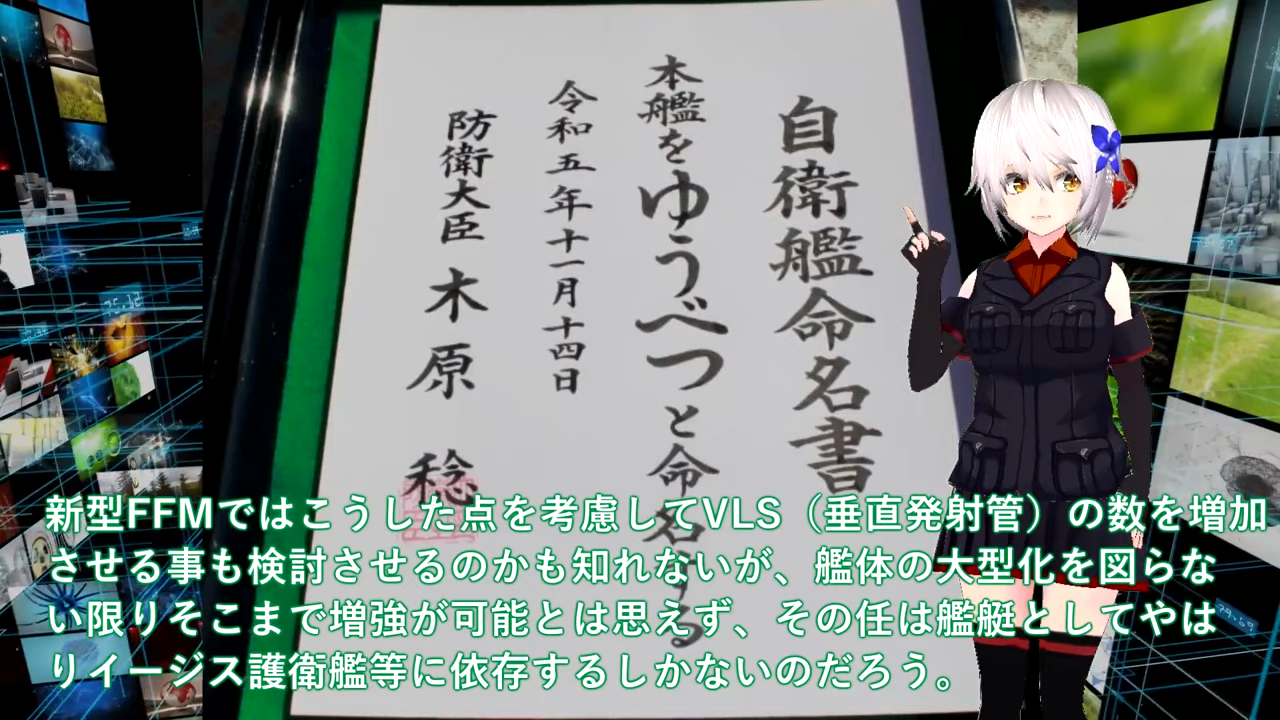 自衛艦命名書
本艦をゆうべつと命名する
令和五年十一月十四日
防衛大臣 木原 稔
新型FFMではこうした点を考慮してVLS（垂直発射管）の数を増加
させる事も検討させるのかも知れないが、艦体の大型化を図らな
い限りそこまで増強が可能とは思えず、その任は艦艇としてやは
りイージス護衛艦等に依存するしかないのだろう。